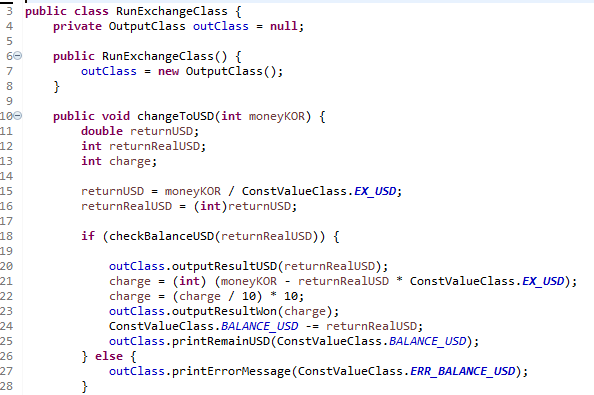 3 public class RunExchangeClass {
4     private OutputClass outClass = null;
5
6     public RunExchangeClass() {
7         outClass = new OutputClass();
8     }
9
10     public void changeToUSD(int moneyKOR) {
11         double returnUSD;
12         int returnRealUSD;
13         int charge;
14
15         returnUSD = moneyKOR / ConstValueClass.EX_USD;
16         returnRealUSD = (int)returnUSD;
17
18         if (checkBalanceUSD(returnRealUSD)) {
19
20             outClass.outputResultUSD(returnRealUSD);
21             charge = (int) (moneyKOR - returnRealUSD * ConstValueClass.EX_USD);
22             charge = (charge / 10) * 10;
23             outClass.outputResultWon(charge);
24             ConstValueClass.BALANCE_USD -= returnRealUSD;
25             outClass.printRemainUSD(ConstValueClass.BALANCE_USD);
26         } else {
27             outClass.printErrorMessage(ConstValueClass.ERR_BALANCE_USD);
28         }